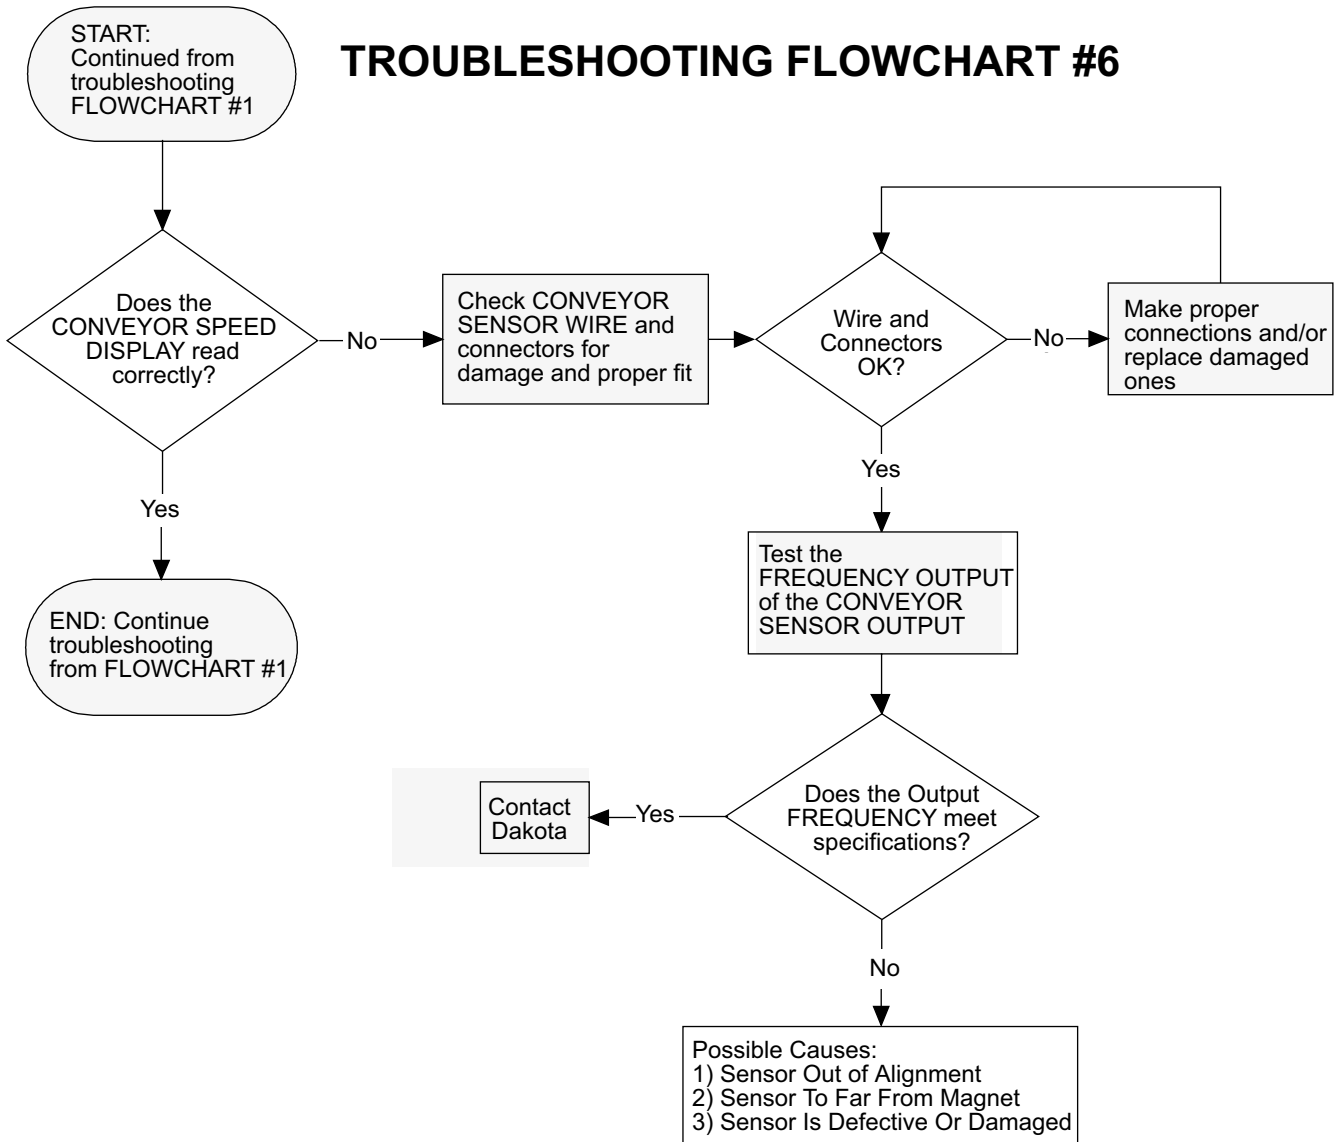 START:
Continued from
troubleshooting
FLOWCHART #1
TROUBLESHOOTING FLOWCHART #6
Does the
CONVEYOR SPEED
DISPLAY read
correctly?
No
Check CONVEYOR
SENSOR WIRE and
connectors for
damage and proper fit
Wire and
Connectors
OK?
No
Make proper
connections and/or
replace damaged
ones
Yes
Yes
END: Continue
troubleshooting
from FLOWCHART #1
Test the
FREQUENCY OUTPUT
of the CONVEYOR
SENSOR OUTPUT
Does the Output
FREQUENCY meet
specifications?
Yes
Contact
Dakota
No
Possible Causes:
1) Sensor Out of Alignment
2) Sensor To Far From Magnet
3) Sensor Is Defective Or Damaged